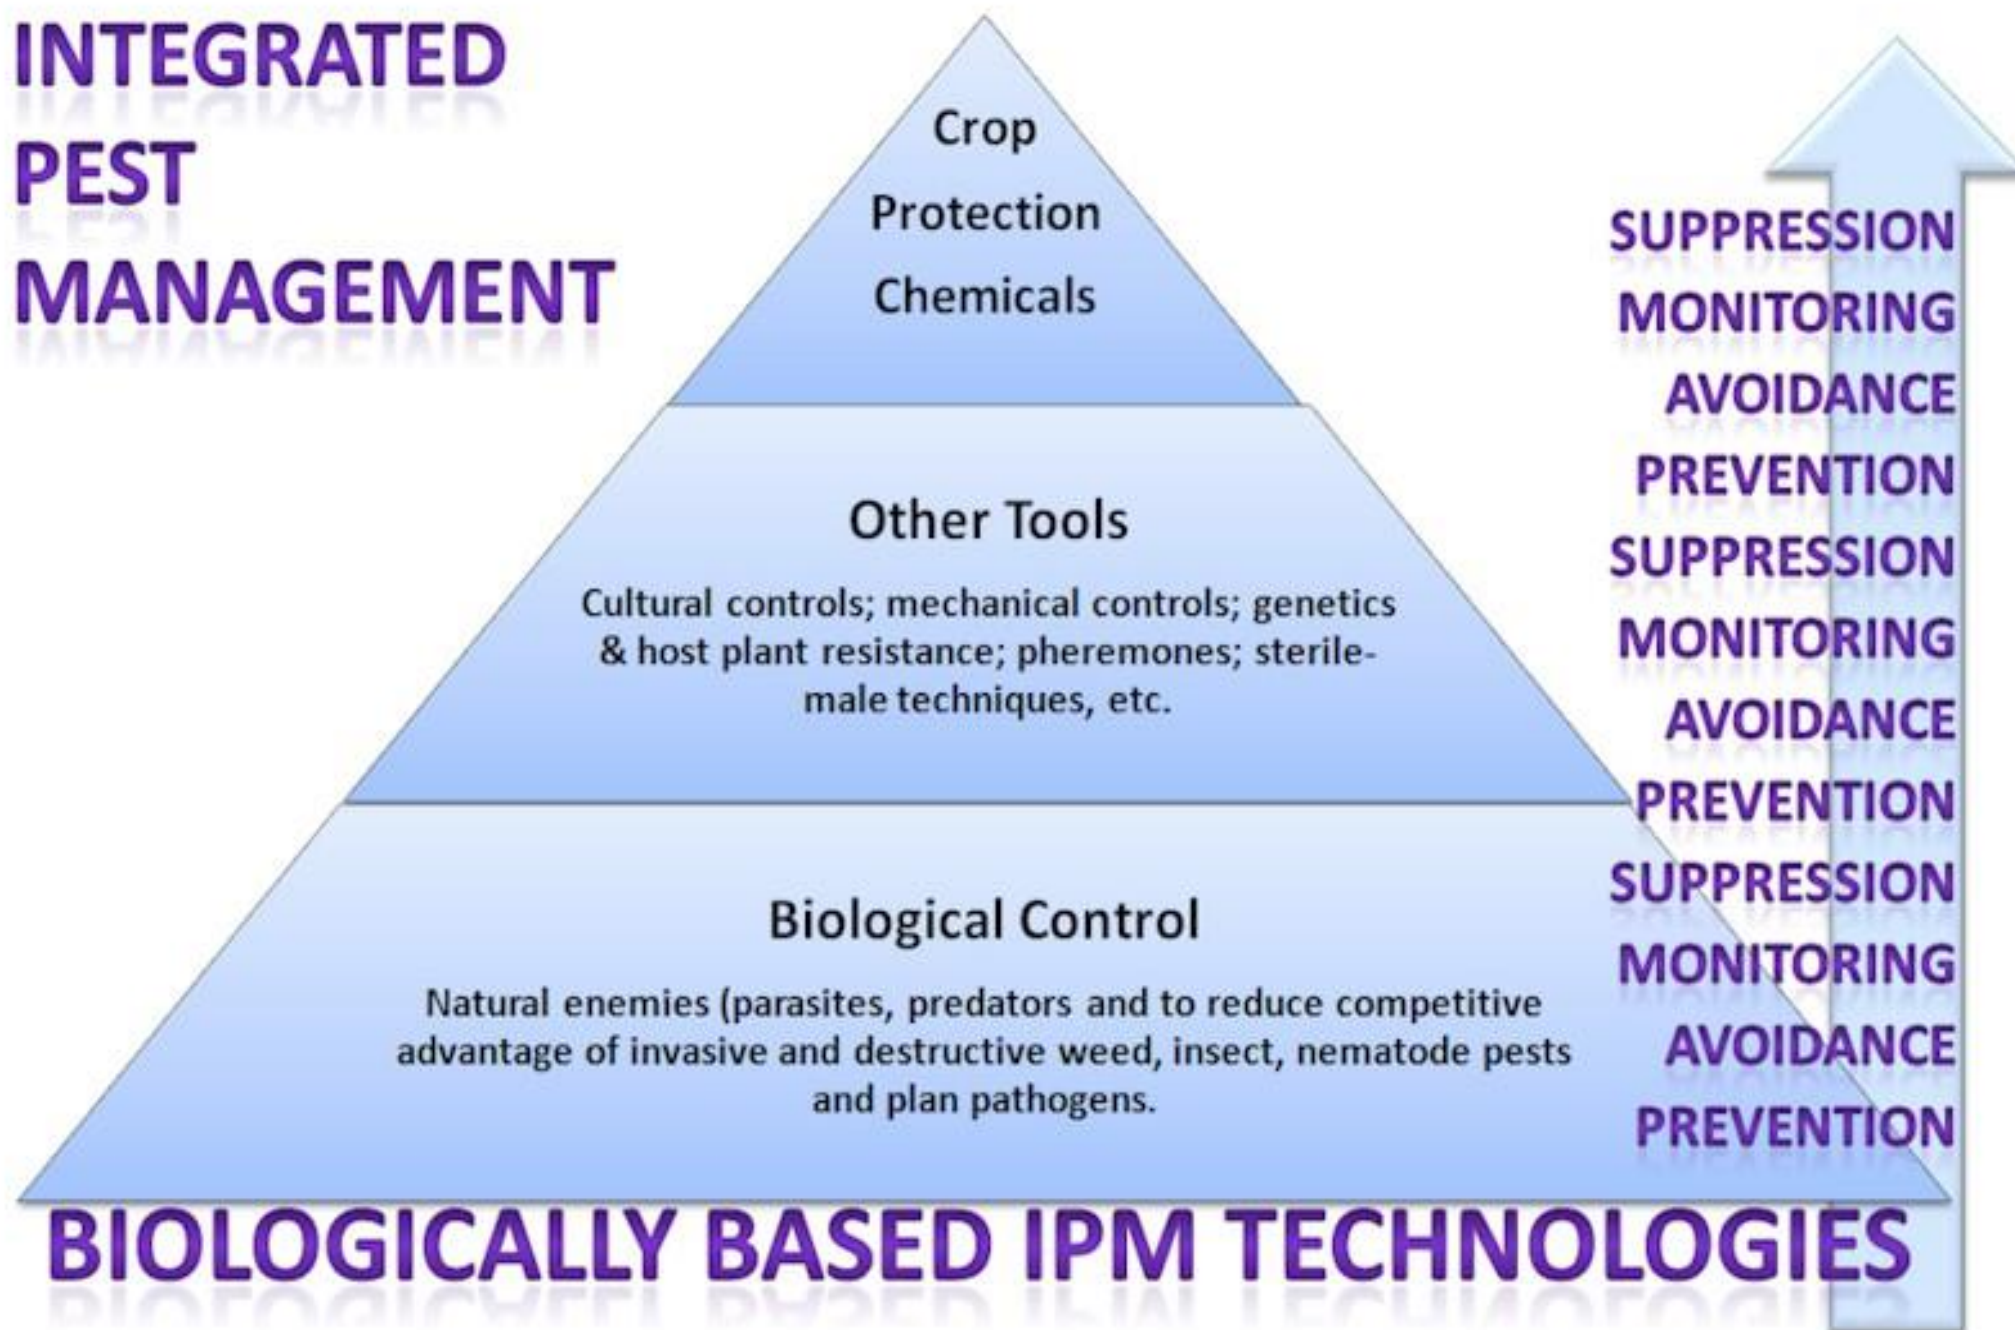 INTEGRATED
PEST
MANAGEMENT
Crop
Protection
Chemicals
Other Tools
Cultural controls; mechanical controls; genetics
& host plant resistance; pheremones; sterile-
male techniques, etc.
Biological Control
Natural enemies (parasites, predators and to reduce competitive
advantage of invasive and destructive weed, insect, nematode pests
and plan pathogens.
SUPPRESSION
MONITORING
AVOIDANCE
PREVENTION
SUPPRESSION
MONITORING
AVOIDANCE
PREVENTION
SUPPRESSION
MONITORING
AVOIDANCE
PREVENTION
BIOLOGICALLY BASED IPM TECHNOLOGIES